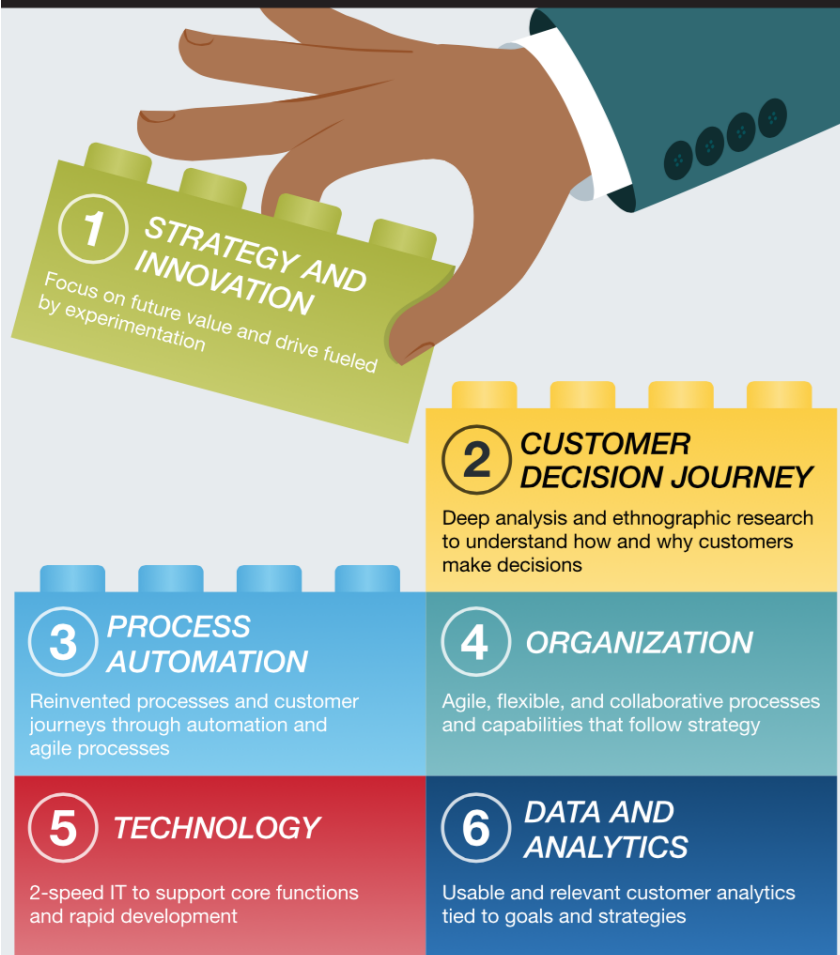 1
STRATEGY AND
INNOVATION
Focus on future value and drive fueled
by experimentation
2
CUSTOMER
DECISION JOURNEY
Deep analysis and ethnographic research
to understand how and why customers
make decisions
3
PROCESS
AUTOMATION
Reinvented processes and customer
journeys through automation and
agile processes
4
ORGANIZATION
Agile, flexible, and collaborative processes
and capabilities that follow strategy
5
TECHNOLOGY
2-speed IT to support core functions
and rapid development
6
DATA AND
ANALYTICS
Usable and relevant customer analytics
tied to goals and strategies